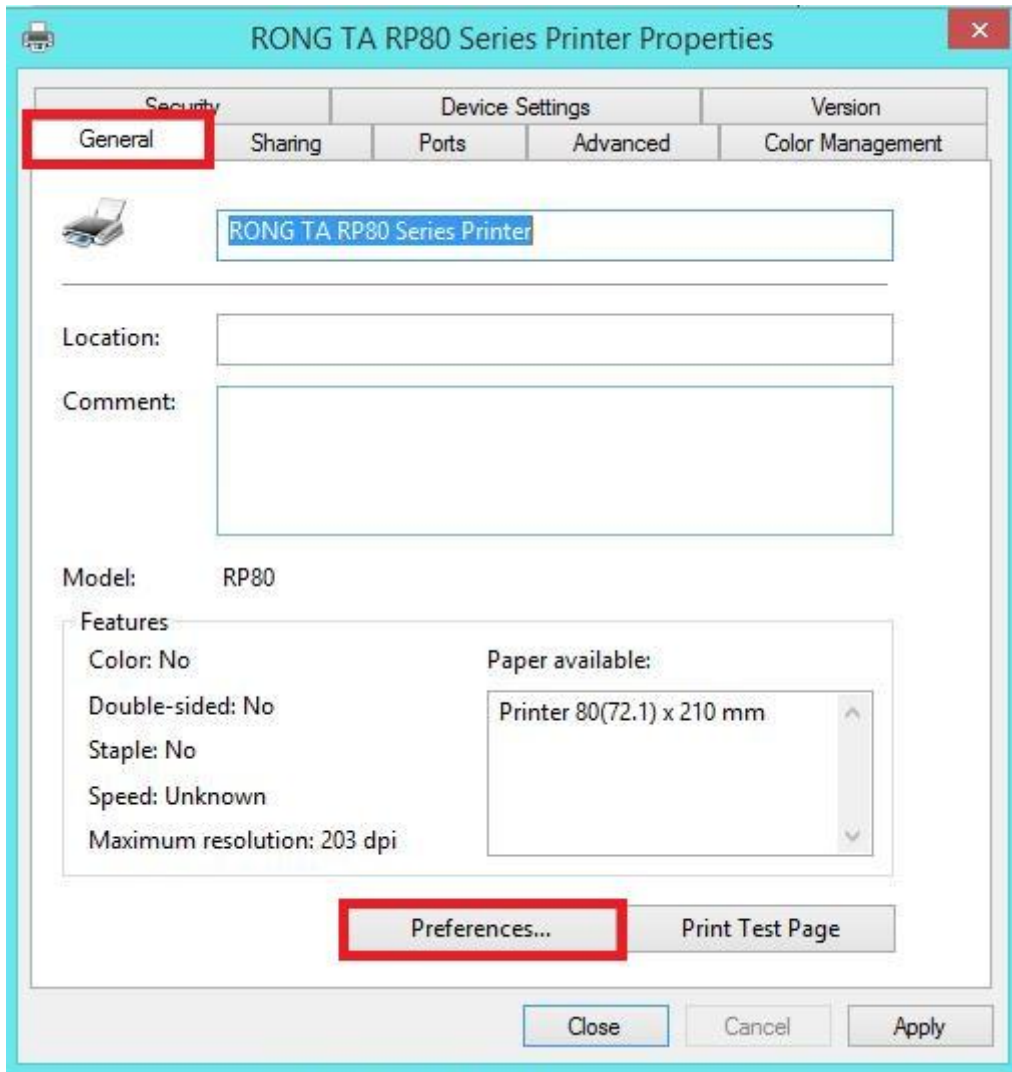 RONG TA RP80 Series Printer Properties
Security Device Settings Version
General Sharing Ports Advanced Color Management
RONG TA RP80 Series Printer
Location:
Comment:
Model: RP80
Features
Color: No
Double-sided: No
Staple: No
Speed: Unknown
Maximum resolution: 203 dpi
Paper available:
Printer 80(72.1) x 210 mm
Preferences... Print Test Page
Close Cancel Apply